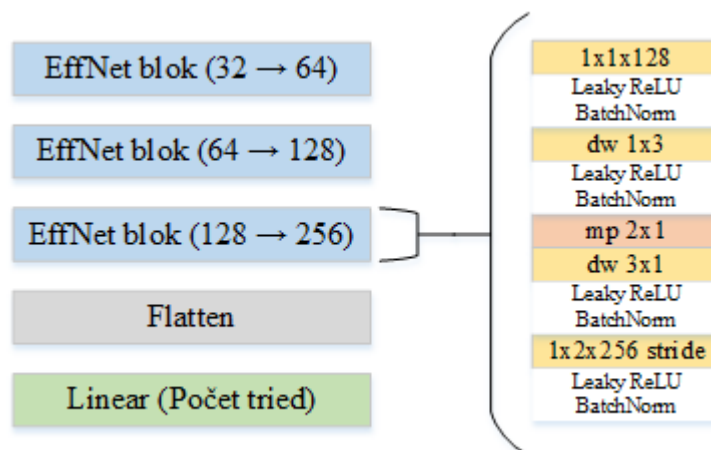 EffNet blok (32 → 64)
EffNet blok (64 → 128)
EffNet blok (128 → 256)
Flatten
Linear (Počet tried)
1x1x128
Leaky ReLU
BatchNorm
dw 1x3
Leaky ReLU
BatchNorm
mp 2x1
dw 3x1
Leaky ReLU
BatchNorm
1x2x256 stride
Leaky ReLU
BatchNorm